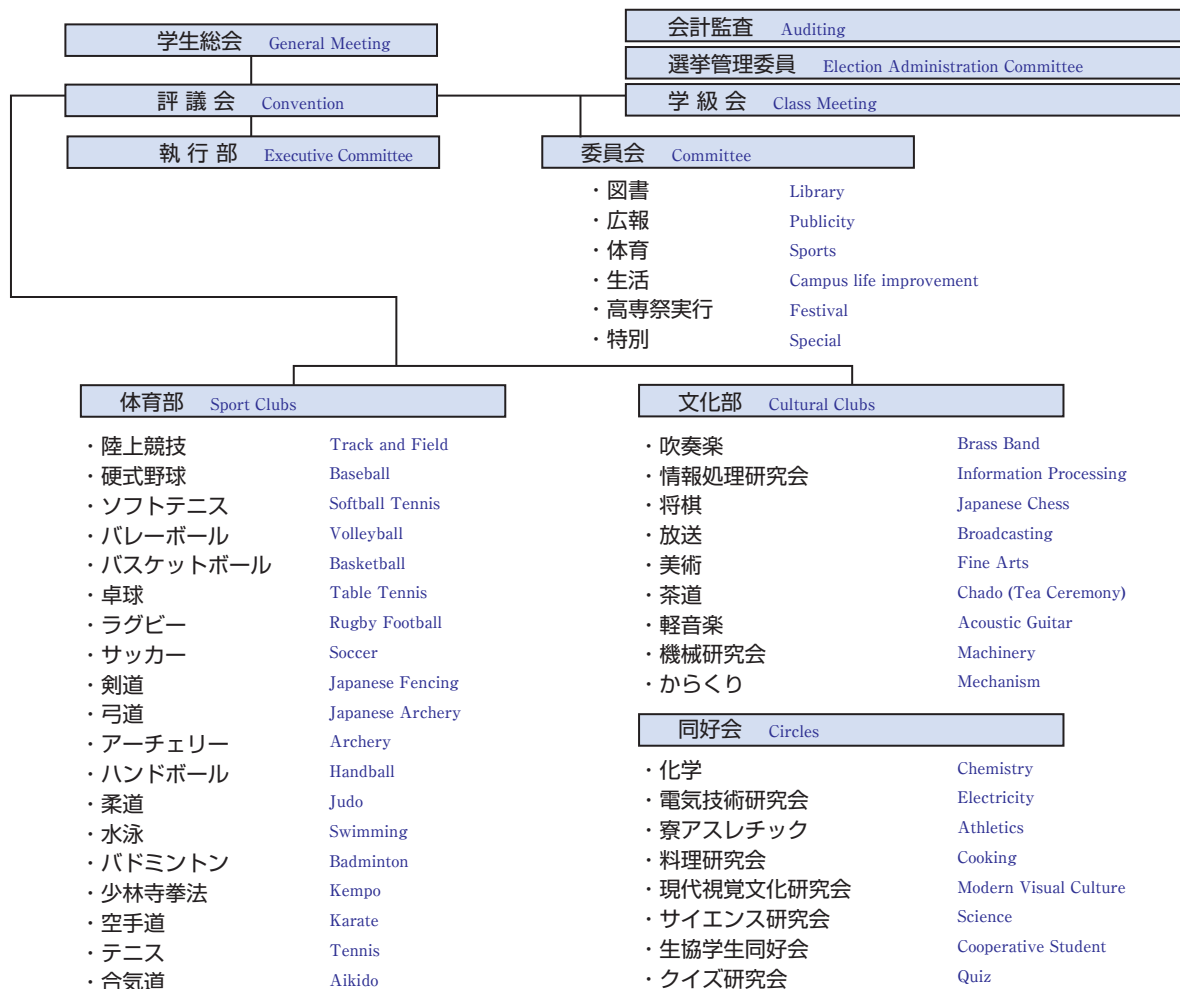 学生総会 General Meeting
評議会 Convention
執行部 Executive Committee
会計監査 Auditing
選挙管理委員 Election Administration Committee
学級会 Class Meeting
委員会 Committee
・図書 Library
・広報 Publicity
・体育 Sports
・生活 Campus life improvement
・高専祭実行 Festival
・特別 Special
体育部 Sport Clubs
・陸上競技 Track and Field
・硬式野球 Baseball
・ソフトテニス Softball Tennis
・バレーボール Volleyball
・バスケットボール Basketball
・卓球 Table Tennis
・ラグビー Rugby Football
・サッカー Soccer
・剣道 Japanese Fencing
・弓道 Japanese Archery
・アーチェリー Archery
・ハンドボール Handball
・柔道 Judo
・水泳 Swimming
・バドミントン Badminton
・少林寺拳法 Kempo
・空手道 Karate
・テニス Tennis
・合気道 Aikido
文化部 Cultural Clubs
・吹奏楽 Brass Band
・情報処理研究会 Information Processing
・将棋 Japanese Chess
・放送 Broadcasting
・美術 Fine Arts
・茶道 Chado (Tea Ceremony)
・軽音楽 Acoustic Guitar
・機械研究会 Machinery
・からくり Mechanism
同好会 Circles
・化学 Chemistry
・電気技術研究会 Electricity
・寮アスレチック Athletics
・料理研究会 Cooking
・現代視覚文化研究会 Modern Visual Culture
・サイエンス研究会 Science
・生協学生同好会 Cooperative Student
・クイズ研究会 Quiz